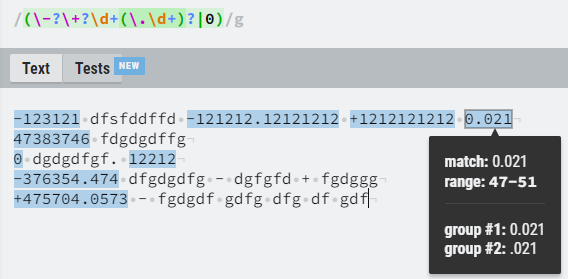 /(\-?\+?\d+(\.\d+)?|0)/g
Text Tests NEW
-123121 dfsfddffd -121212.12121212 +1212121212 0.021
47383746 fdgdgdffg
0 dgdgdfgf. 12212
-376354.474 dfgdgdfg - dgfgfd + fgdggg
+475704.0573 - fgdgdf gdfg dfg df gdf
match: 0.021
range: 47-51
group #1: 0.021
group #2: .021